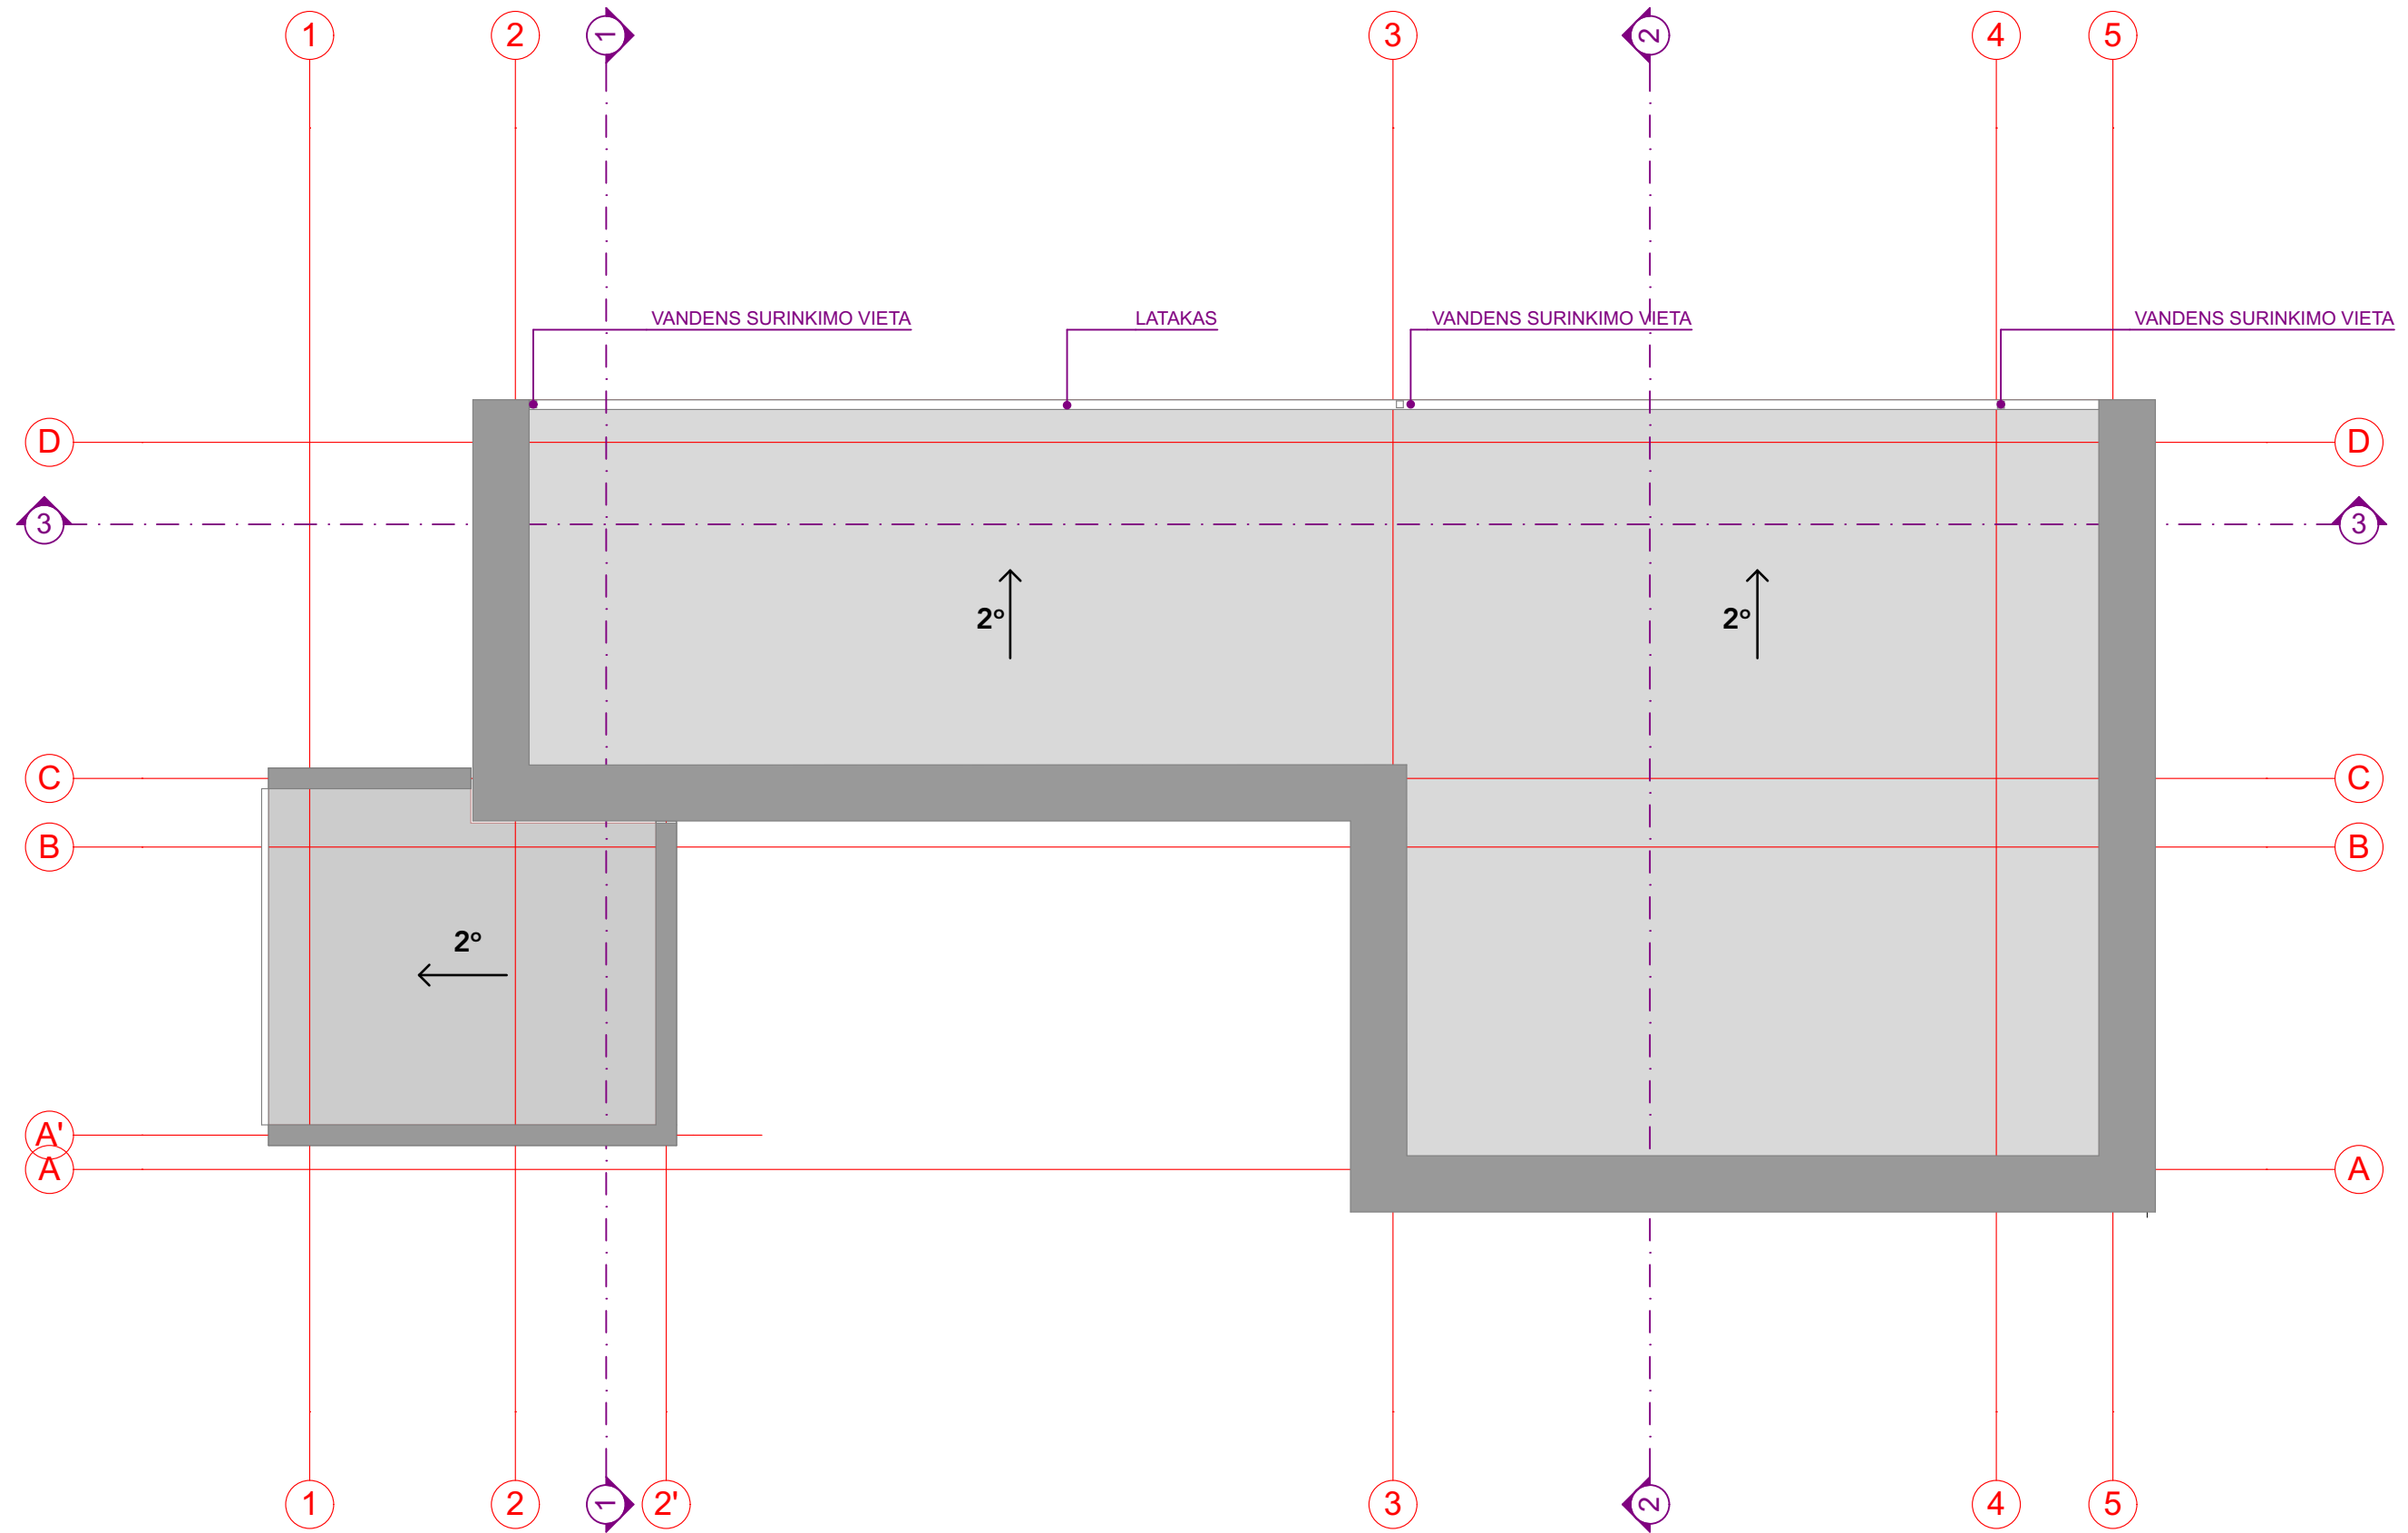 1 2 1 3 2 4 5
VANDENS SURINKIMO VIETA LATAKAS VANDENS SURINKIMO VIETA VANDENS SURINKIMO VIETA
D D
3 3
2° 2°
C C
B B
2°
A'
A A
1 2 1 2' 3 2 4 5